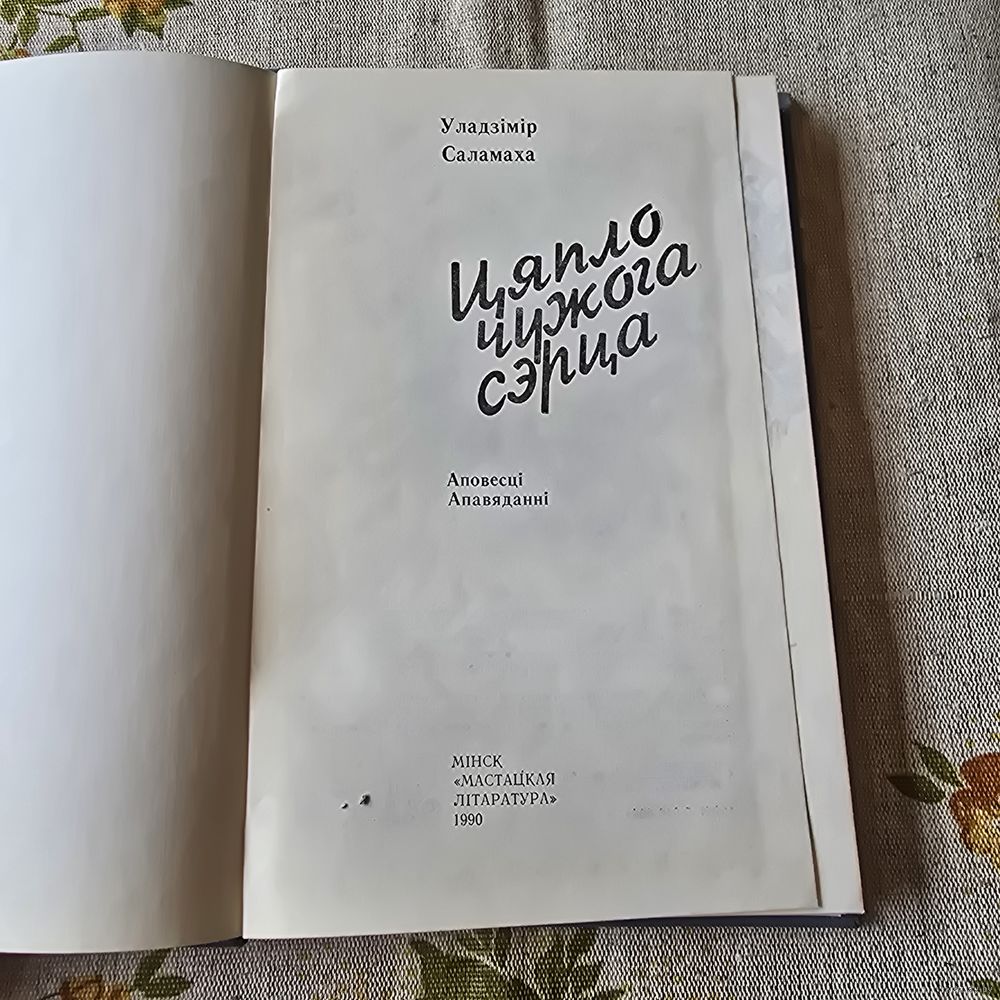 Уладзімір
Саламаха
Цяпло
чужога
сэрца
Аповесці
Апавяданні
МІНСК
«МАСТАЦКАЯ
ЛІТАРАТУРА»
1990